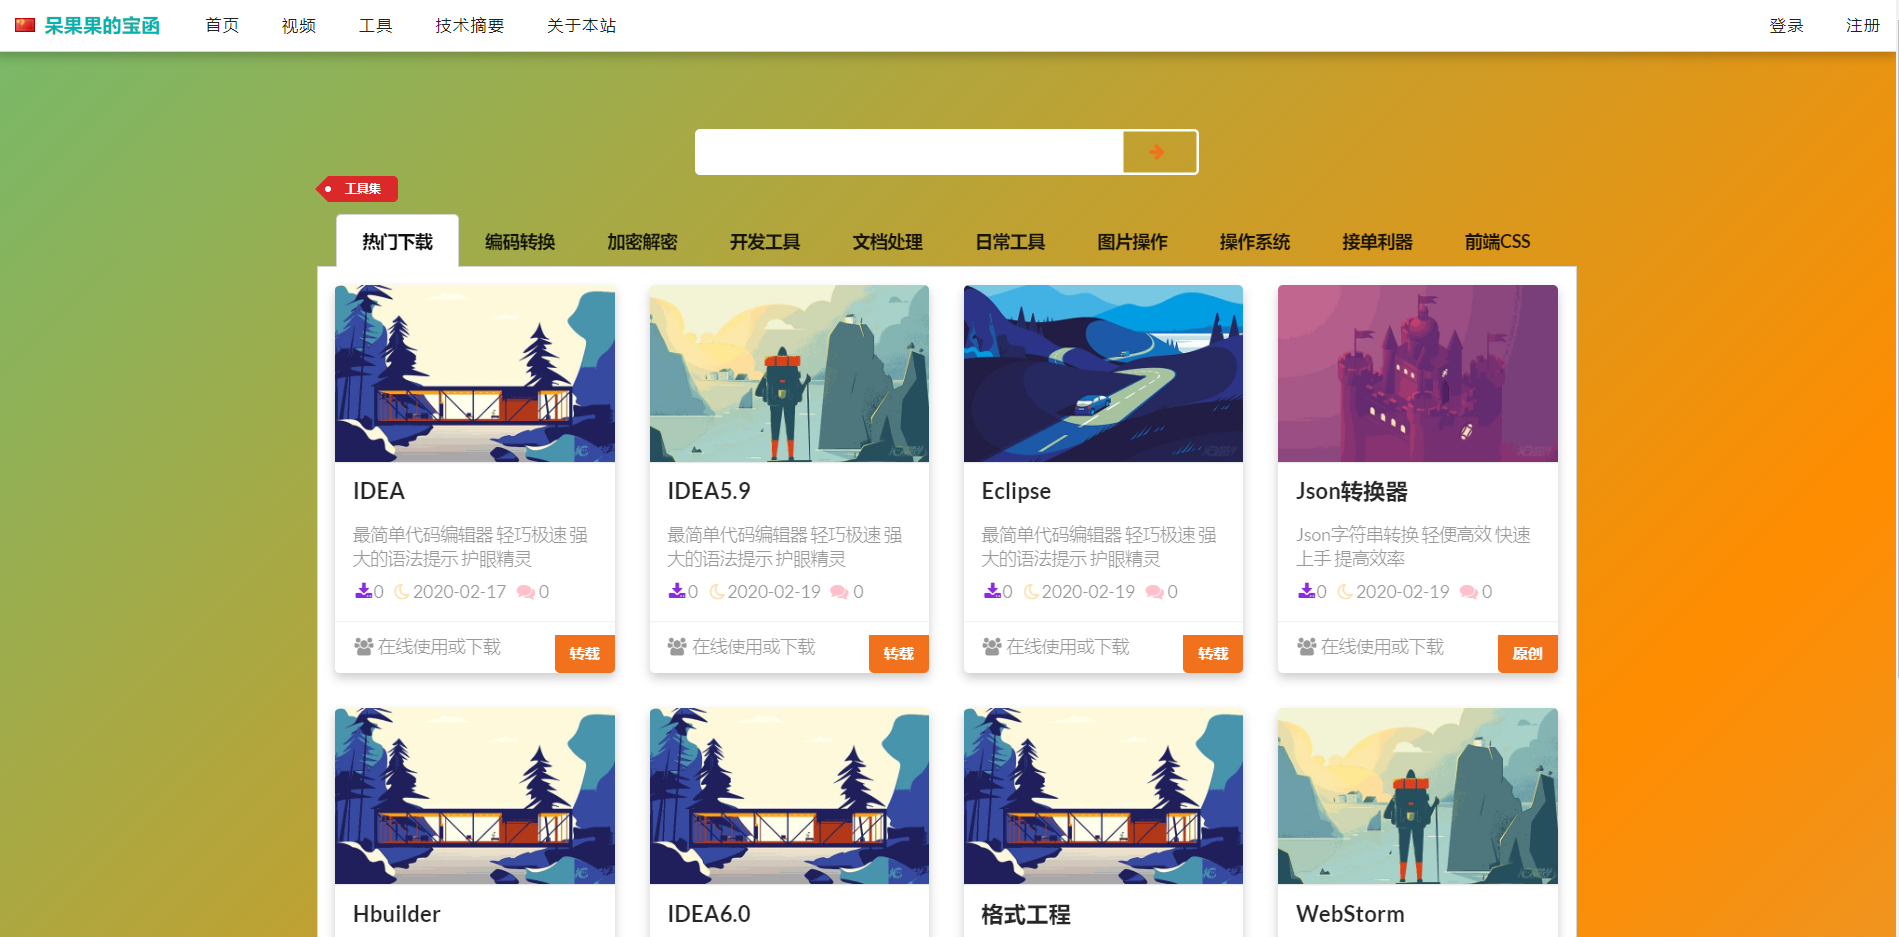 呆果果的宝函 首页 视频 工具 技术摘要 关于本站 登录 注册
工具集
热门下载 编码转换 加密解密 开发工具 文档处理 日常工具 图片操作 操作系统 接单利器 前端CSS
IDEA
最简单代码编辑器 轻巧极速 强
大的语法提示 护眼精灵
0 2020-02-17 0
在线使用或下载 转载
IDEA5.9
最简单代码编辑器 轻巧极速 强
大的语法提示 护眼精灵
0 2020-02-19 0
在线使用或下载 转载
Eclipse
最简单代码编辑器 轻巧极速 强
大的语法提示 护眼精灵
0 2020-02-19 0
在线使用或下载 转载
Json转换器
Json字符串转换 轻便高效 快速
上手 提高效率
0 2020-02-19 0
在线使用或下载 原创
Hbuilder
IDEA6.0
格式工程
WebStorm